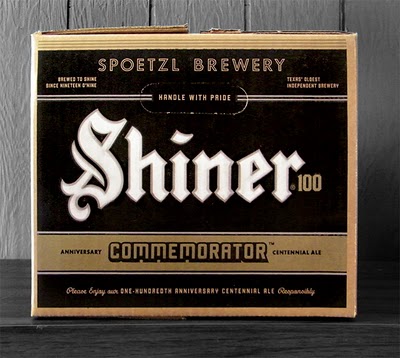 SPOETZL BREWERY
BREWED TO SHINE
SINCE NINETEEN O'NINE
TEXAS' OLDEST
INDEPENDENT BREWERY
HANDLE WITH PRIDE
Shiner® 100
ANNIVERSARY COMMEMORATOR™ CENTENNIAL ALE
Please Enjoy our ONE-HUNDREDTH ANNIVERSARY CENTENNIAL ALE Responsibly